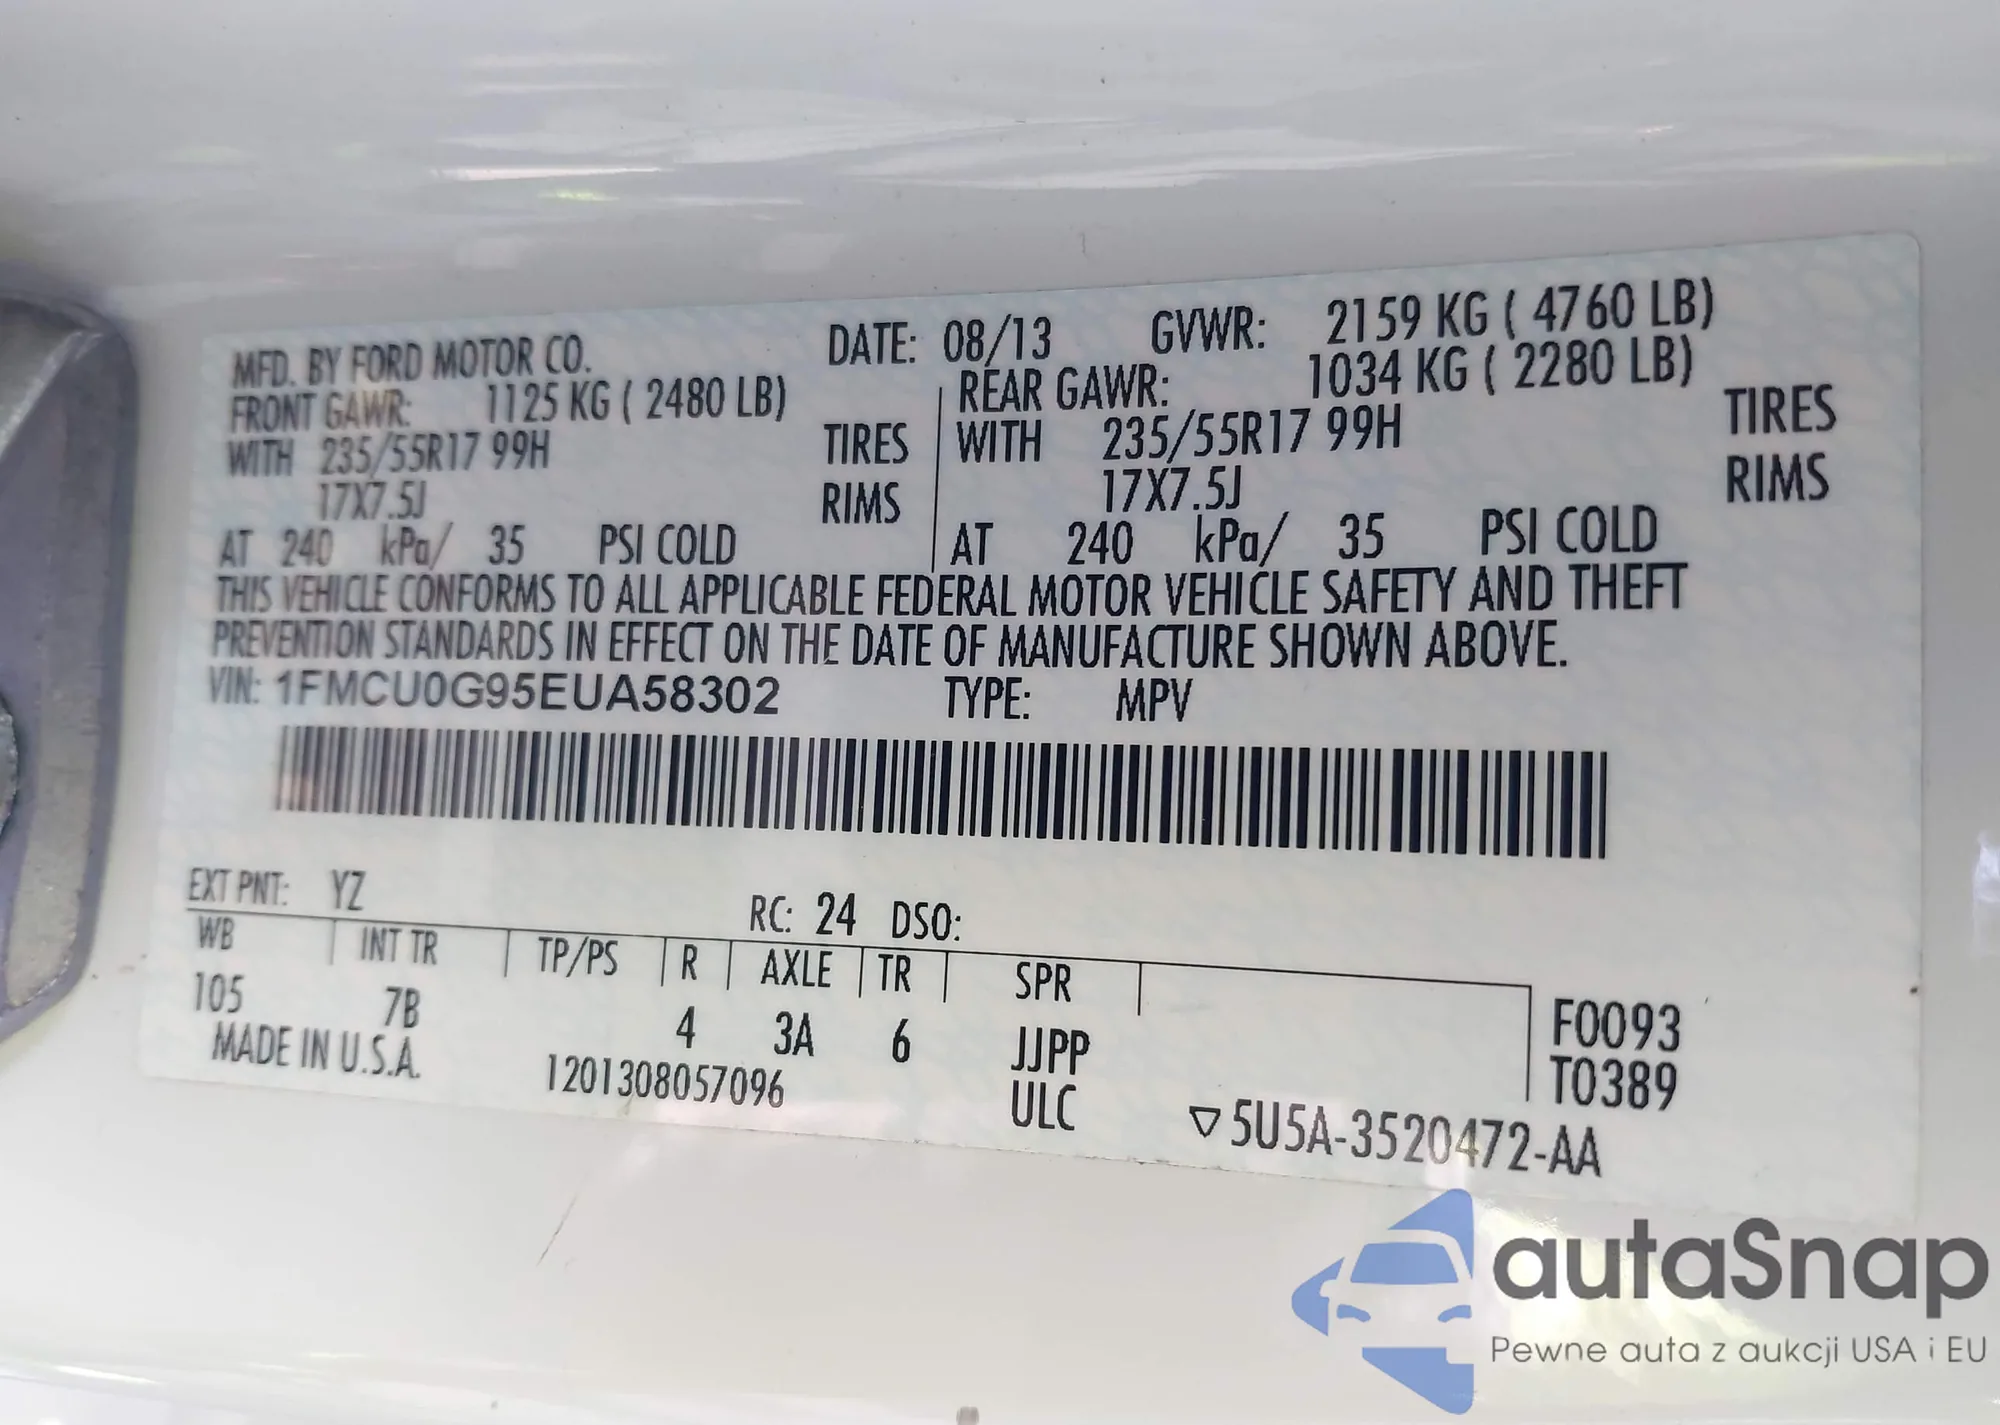 MFD. BY FORD MOTOR CO. DATE: 08/13 GVWR: 2159 KG ( 4760 LB)
FRONT GAWR: 1125 KG ( 2480 LB) REAR GAWR: 1034 KG ( 2280 LB)
WITH 235/55R17 99H TIRES WITH 235/55R17 99H TIRES
17X7.5J RIMS 17X7.5J RIMS
AT 240 kPa/ 35 PSI COLD AT 240 kPa/ 35 PSI COLD
THIS VEHICLE CONFORMS TO ALL APPLICABLE FEDERAL MOTOR VEHICLE SAFETY AND THEFT
PREVENTION STANDARDS IN EFFECT ON THE DATE OF MANUFACTURE SHOWN ABOVE.
VIN: 1FMCU0G95EUA58302 TYPE: MPV
EXT PNT: YZ RC: 24 DSO:
WB INT TR TP/PS R AXLE TR SPR
105 7B 4 3A 6 JJPP F0093
MADE IN U.S.A. 1201308057096 ULC T0389
▽5U5A-3520472-AA
autaSnap
Pewne auta z aukcji USA i EU